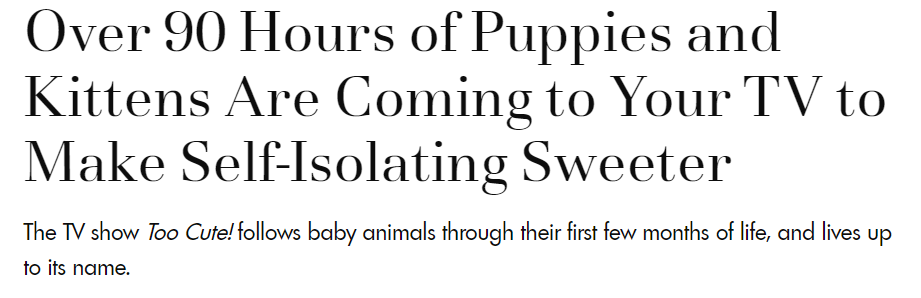 Over 90 Hours of Puppies and
Kittens Are Coming to Your TV to
Make Self-Isolating Sweeter
The TV show Too Cute! follows baby animals through their first few months of life, and lives up
to its name.